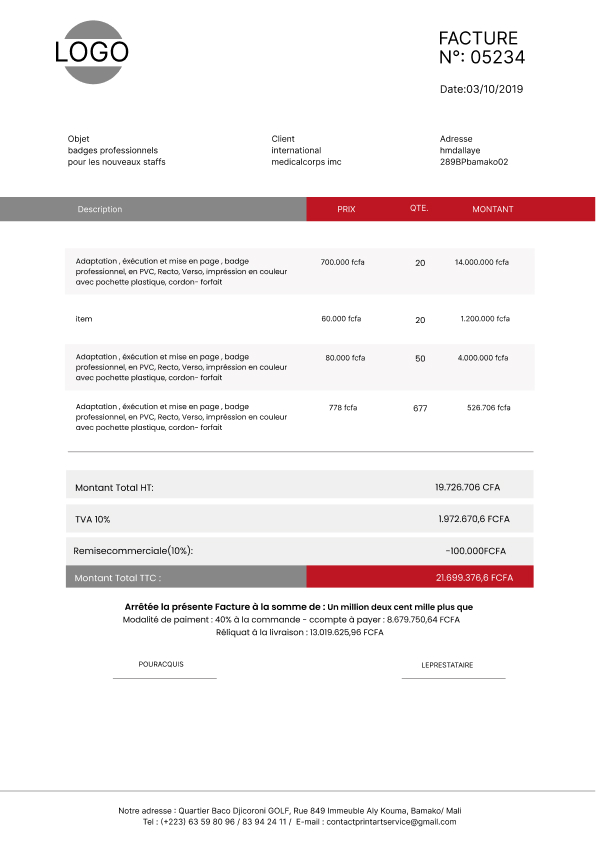 LOGO
FACTURE
N°: 05234
Date:03/10/2019
Objet
badges professionnels
pour les nouveaux staffs
Client
international
medicalcorps imc
Adresse
hmdallaye
289BPbamako02
Description PRIX QTE. MONTANT
Adaptation , éxécution et mise en page , badge
professionnel, en PVC, Recto, Verso, impréssion en couleur
avec pochette plastique, cordon- forfait
700.000 fcfa 20 14.000.000 fcfa
item 60.000 fcfa 20 1.200.000 fcfa
Adaptation , éxécution et mise en page , badge
professionnel, en PVC, Recto, Verso, impréssion en couleur
avec pochette plastique, cordon- forfait
80.000 fcfa 50 4.000.000 fcfa
Adaptation , éxécution et mise en page , badge
professionnel, en PVC, Recto, Verso, impréssion en couleur
avec pochette plastique, cordon- forfait
778 fcfa 677 526.706 fcfa
Montant Total HT: 19.726.706 CFA
TVA 10% 1.972.670,6 FCFA
Remisecommerciale(10%): -100.000FCFA
Montant Total TTC : 21.699.376,6 FCFA
Arrêtée la présente Facture à la somme de : Un million deux cent mille plus que
Modalité de paiment : 40% à la commande - ccompte à payer : 8.679.750,64 FCFA
Réliquat à la livraison : 13.019.625,96 FCFA
POURACQUIS LEPRESTATAIRE
Notre adresse : Quartier Baco Djicoroni GOLF, Rue 849 Immeuble Aly Kouma, Bamako/ Mali
Tel : (+223) 63 59 80 96 / 83 94 24 11 / E-mail : contactprintartservice@gmail.com